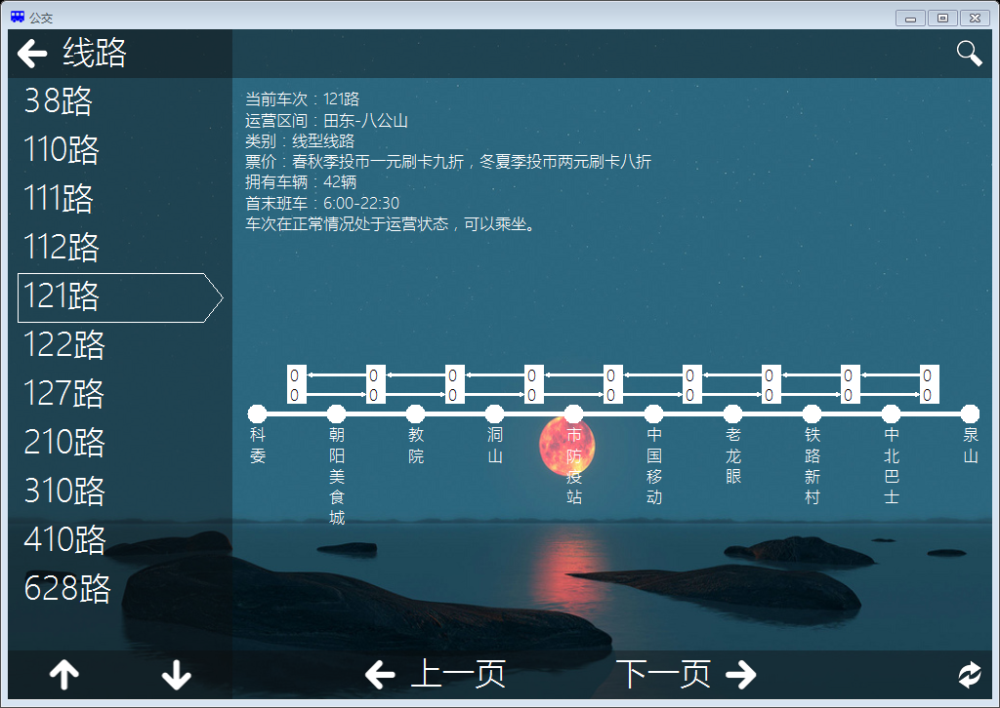 公交
线路
38路
110路
111路
112路
121路
122路
127路
210路
310路
410路
628路
当前车次：121路
运营区间：田东-八公山
类别：线型线路
票价：春秋季投币一元刷卡九折，冬夏季投币两元刷卡八折
拥有车辆：42辆
首末班车：6:00-22:30
车次在正常情况处于运营状态，可以乘坐。
0 0 0 0 0 0 0 0 0
0 0 0 0 0 0 0 0 0
科委
朝阳美食城
教院
洞山
市防疫站
中国移动
老龙眼
铁路新村
中北巴士
泉山
上一页
下一页